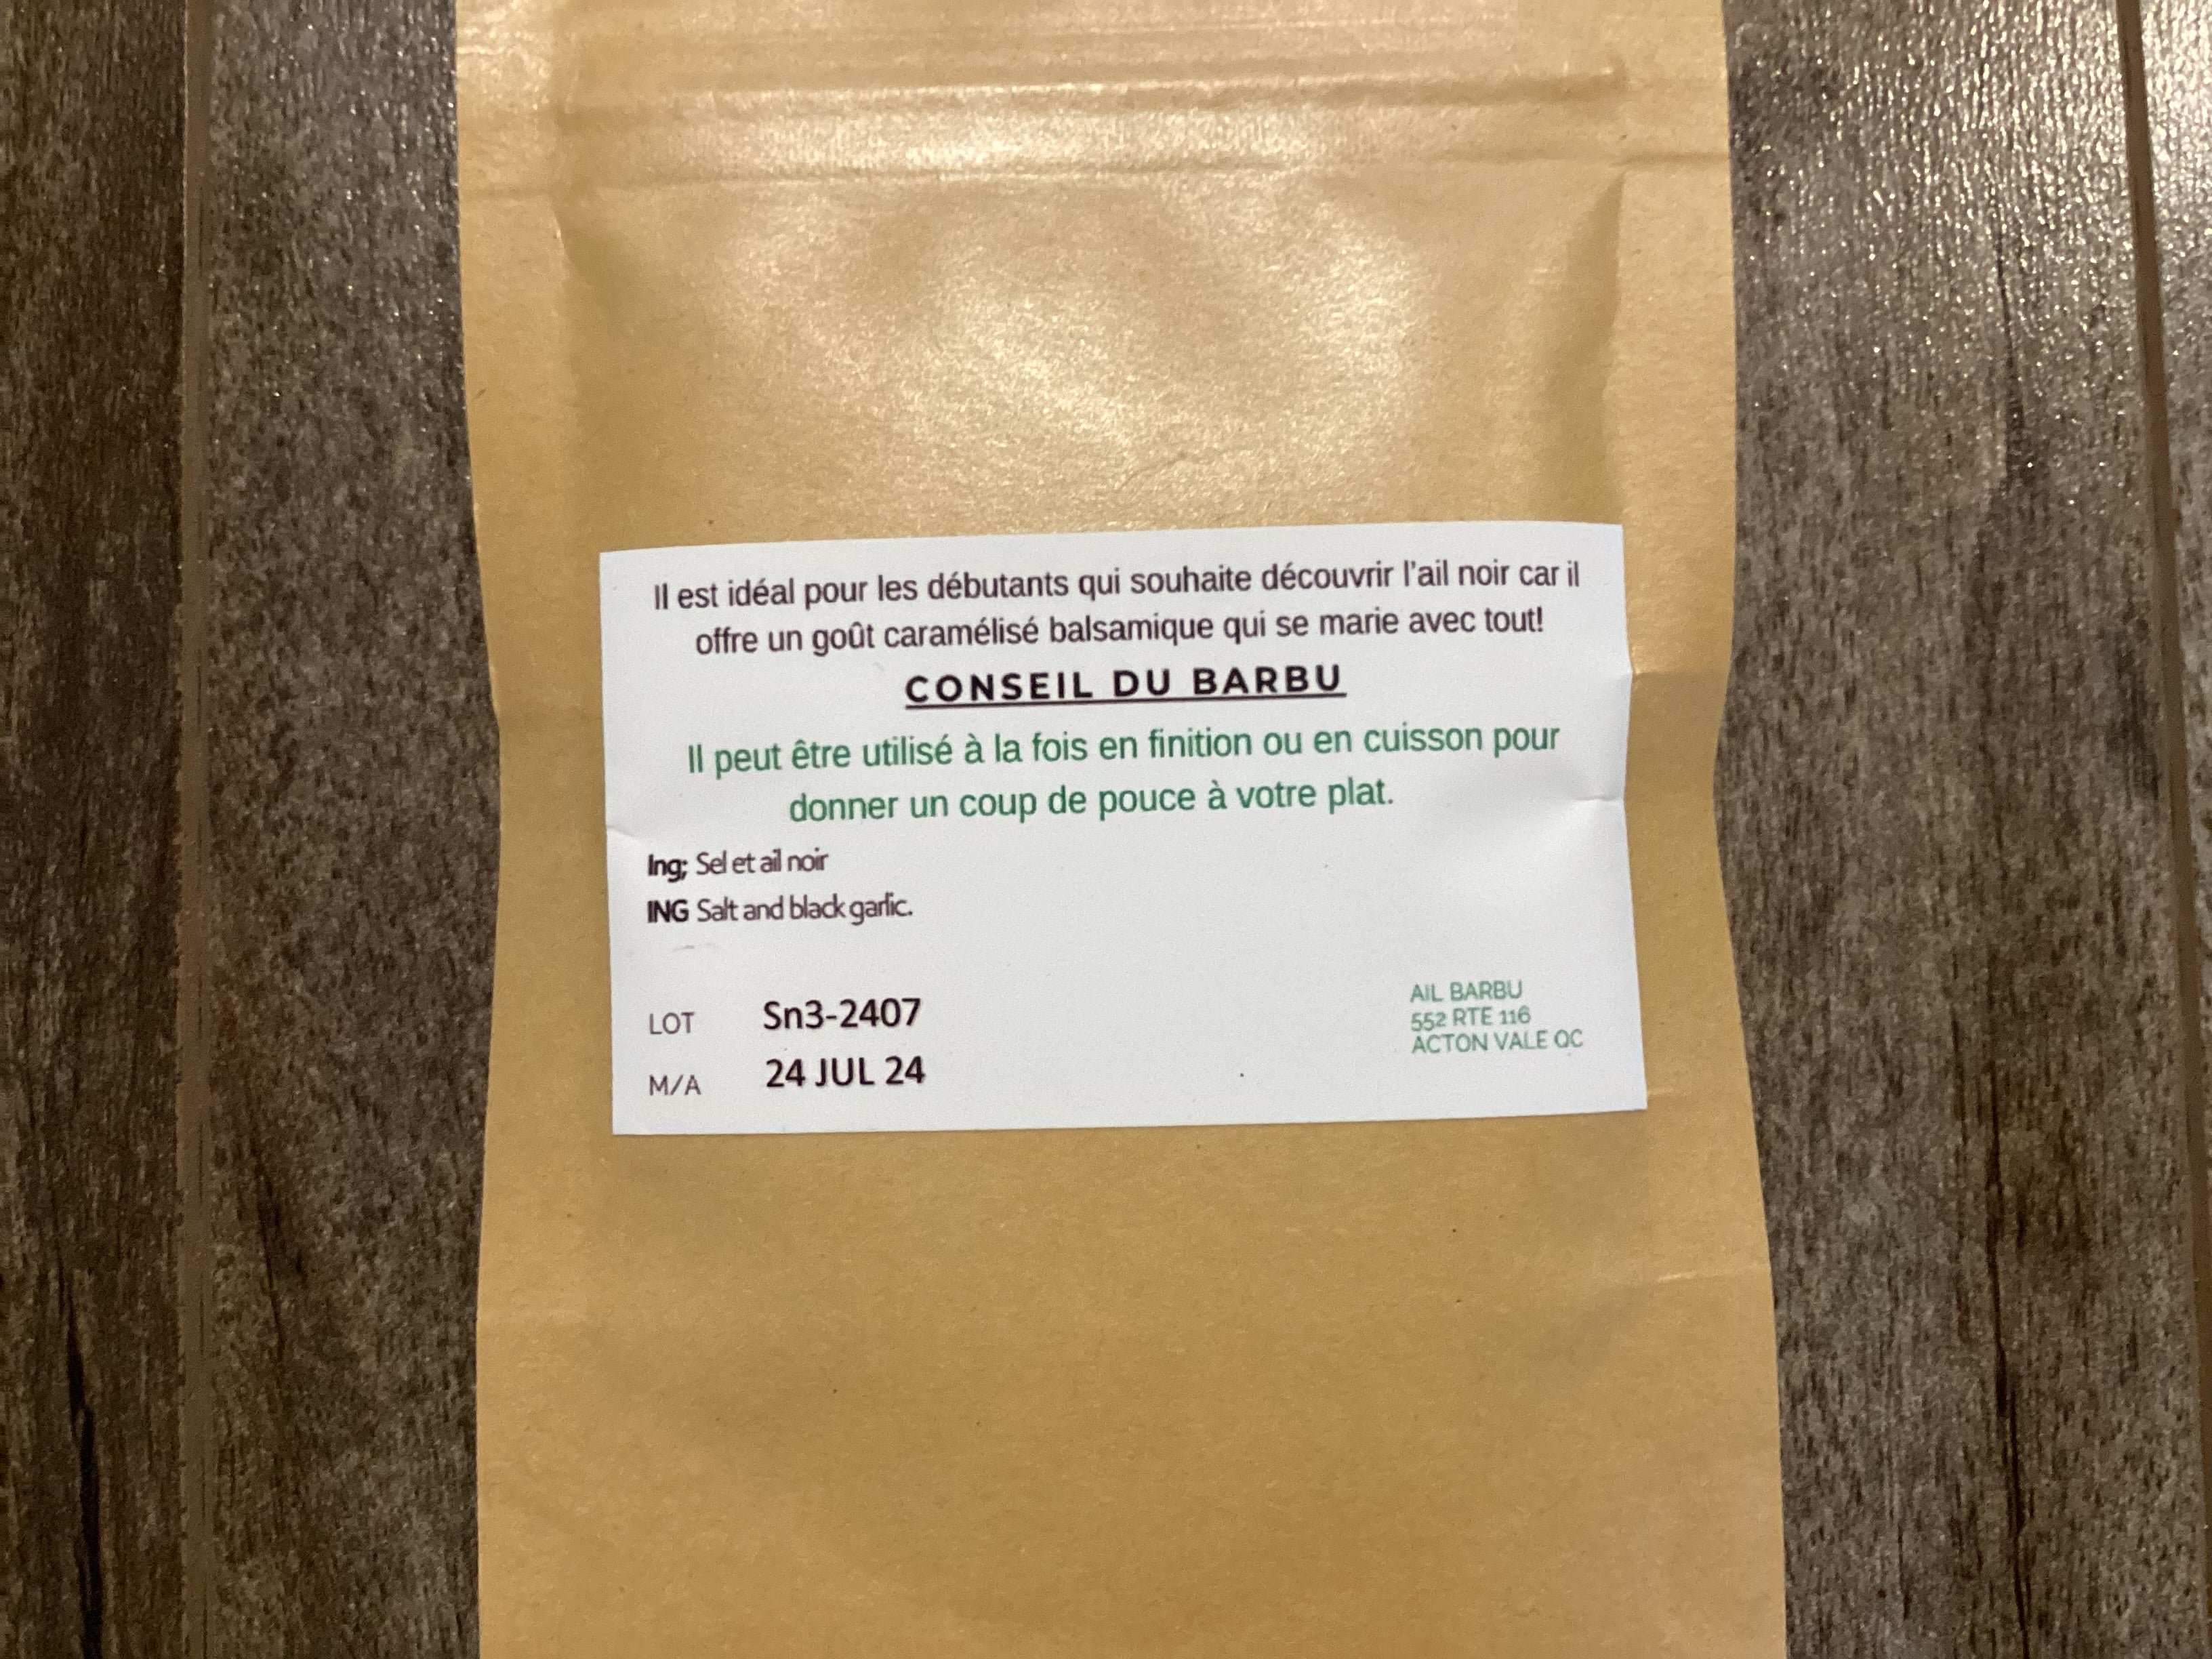 Il est idéal pour les débutants qui souhaite découvrir l'ail noir car il
offre un goût caramélisé balsamique qui se marie avec tout!
CONSEIL DU BARBU
Il peut être utilisé à la fois en finition ou en cuisson pour
donner un coup de pouce à votre plat.
Ing; Sel et ail noir
ING Salt and black garlic.
LOT Sn3-2407
M/A 24 JUL 24
AIL BARBU
552 RTE 116
ACTON VALE QC